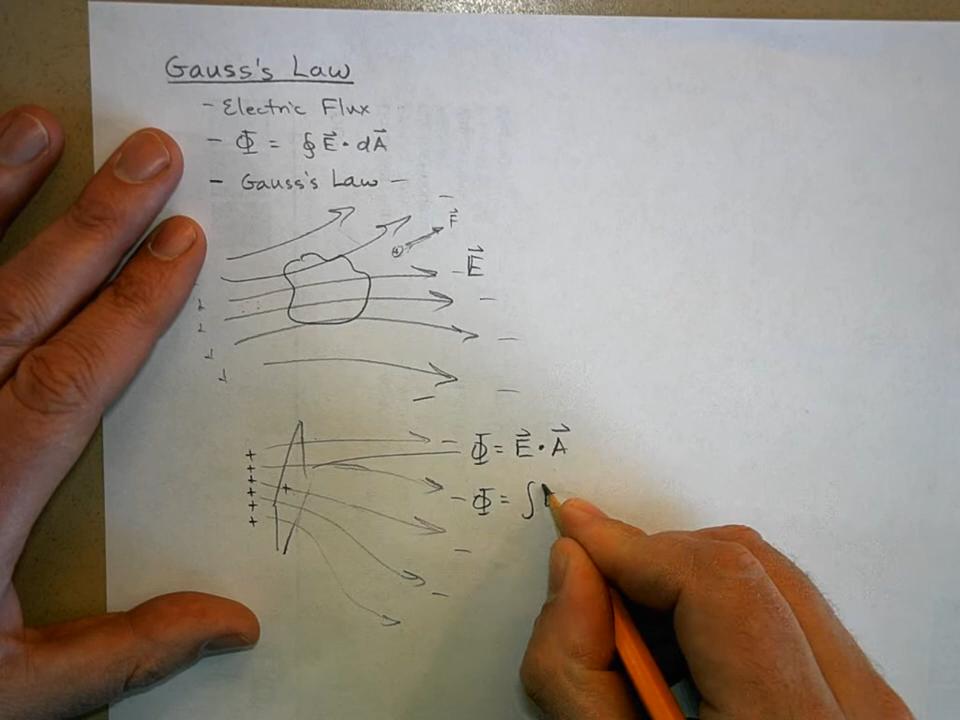 Gauss's Law
- Electric Flux
- Φ = ∮ E⃗ · dA⃗
- Gauss's Law -
F⃗
E⃗
Φ = E⃗ · A⃗
Φ = ∫